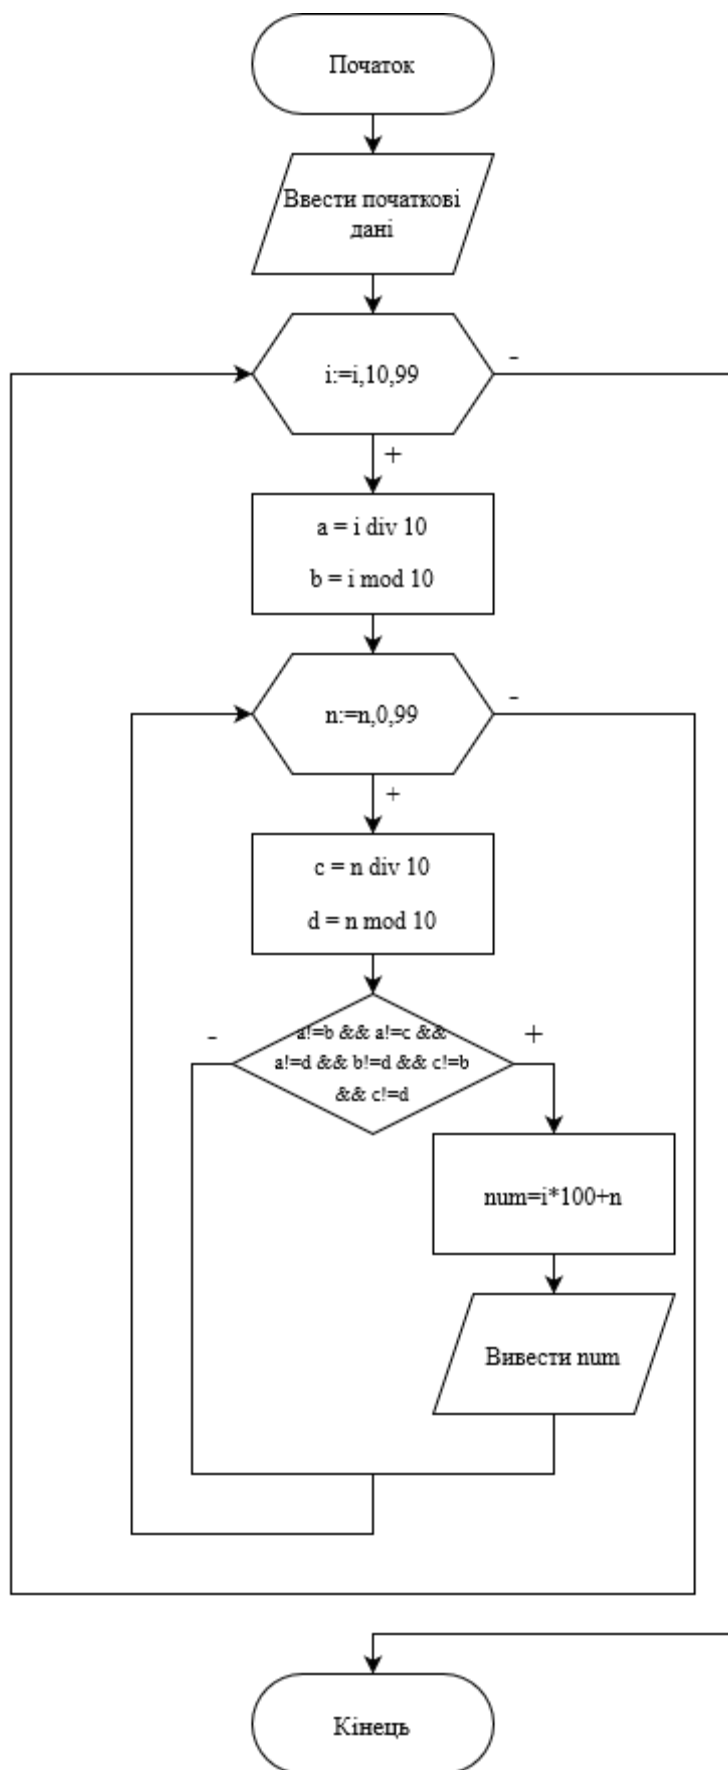 Початок
Ввести початкові
дані
i:=i,10,99
-
+
a = i div 10
b = i mod 10
n:=n,0,99
-
+
c = n div 10
d = n mod 10
-
a!=b && a!=c &&
a!=d && b!=d && c!=b
&& c!=d
+
num=i*100+n
Вивести num
Кінець